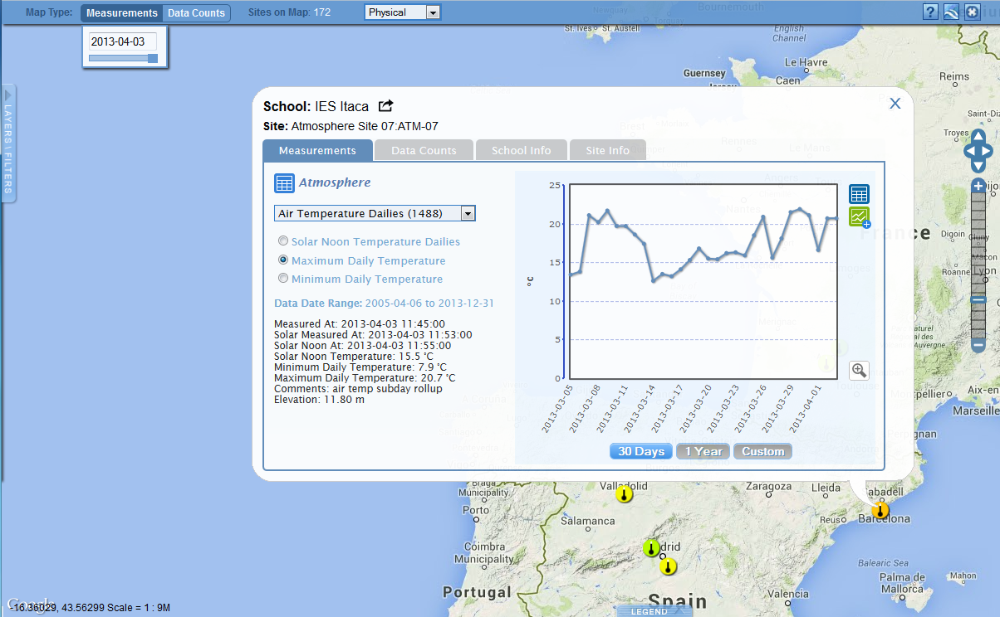 Map Type: Measurements Data Counts Sites on Map: 172 Physical ?
2013-04-03
LAYERS \ FILTERS
Newquay
Bournemouth
St. Ives St. Austell
English
Channel
Guernsey
Jersey
Le Havre
Caen
Reims
Saint-Diz
Troyes
School: IES Itaca
X
Site: Atmosphere Site 07:ATM-07
Measurements Data Counts School Info Site Info
Atmosphere
Air Temperature Dailies (1488)
Solar Noon Temperature Dailies
Maximum Daily Temperature
Minimum Daily Temperature
Data Date Range: 2005-04-06 to 2013-12-31
Measured At: 2013-04-03 11:45:00
Solar Measured At: 2013-04-03 11:53:00
Solar Noon At: 2013-04-03 11:55:00
Solar Noon Temperature: 15.5 °C
Minimum Daily Temperature: 7.9 °C
Maximum Daily Temperature: 20.7 °C
Comments: air temp subday rollup
Elevation: 11.80 m
25
20
15
10
5
0
°C
2013-03-05
2013-03-08
2013-03-11
2013-03-14
2013-03-17
2013-03-20
2013-03-23
2013-03-26
2013-03-29
2013-04-01
30 Days 1 Year Custom
France
Digoin
Cluny
Mâcon
Roanne
Lyon
Limoges
Toulouse
Montpellier
Aix-en
Marseille
Perpignan
Braga
Municipality
Porto
Valladolid
Zaragoza
Lleida
Sabadell
Salamanca
Reus
Barcelona
Coimbra
Municipality
Madrid
Balearic Sea
Palma de
Mallorca
Mahon
Portugal
Spain
Valencia
Google
-16.36029, 43.56299 Scale = 1 : 9M
LEGEND